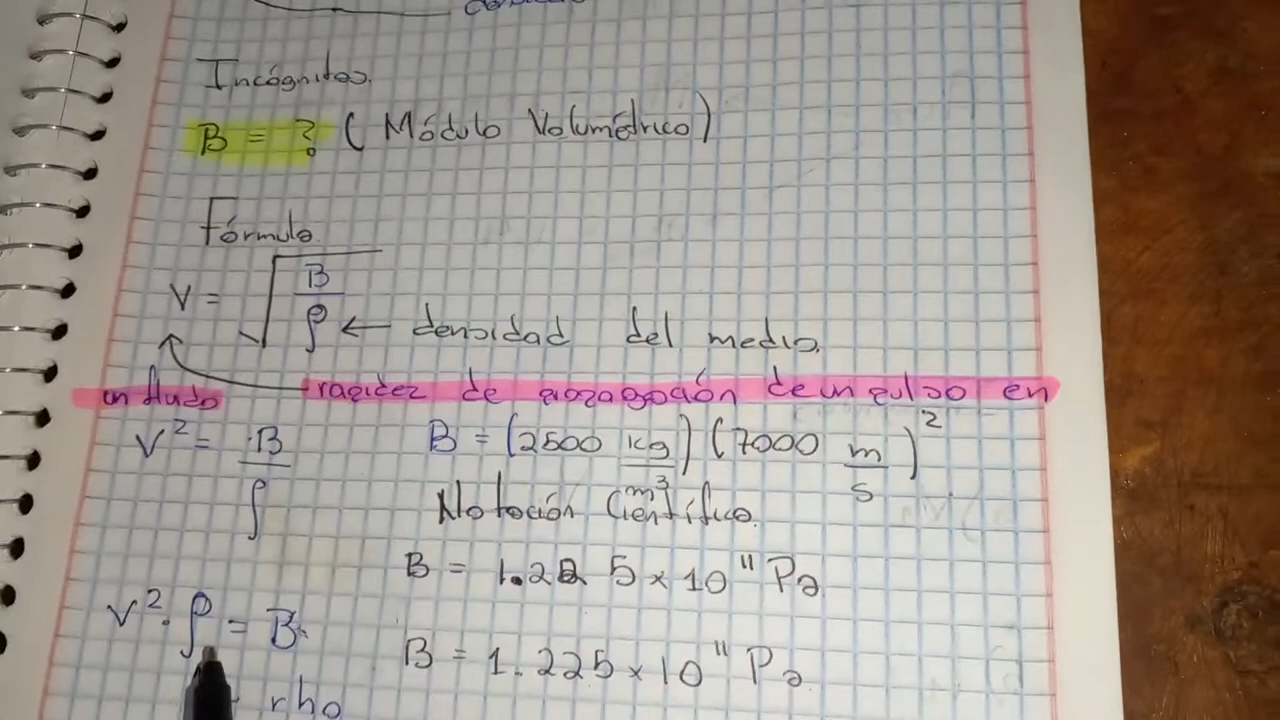 Incógnitas.
B = ? (Módulo Volumétrico)
Fórmula
V = √(B/ρ) ← densidad del medio.
rapidez de propagación de un pulso en
un fluido
V² = B/ρ
B = (2500 kg/m³) (7000 m/s)²
Notación Científica.
B = 1.225 x 10¹¹ Pa
V² · ρ = B
B = 1.225 x 10¹¹ Pa
rho